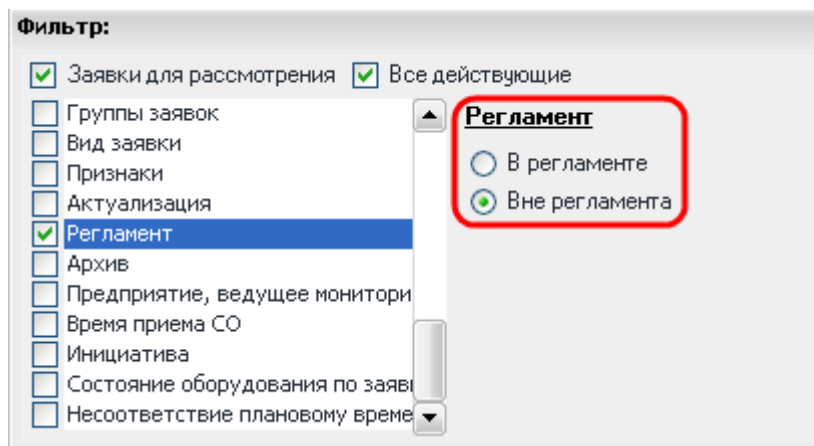 Фильтр:
Заявки для рассмотрения Все действующие
Группы заявок
Вид заявки
Признаки
Актуализация
Регламент
Архив
Предприятие, ведущее монитори
Время приема СО
Инициатива
Состояние оборудования по заяв
Несоответствие плановому време
Регламент
В регламенте
Вне регламента